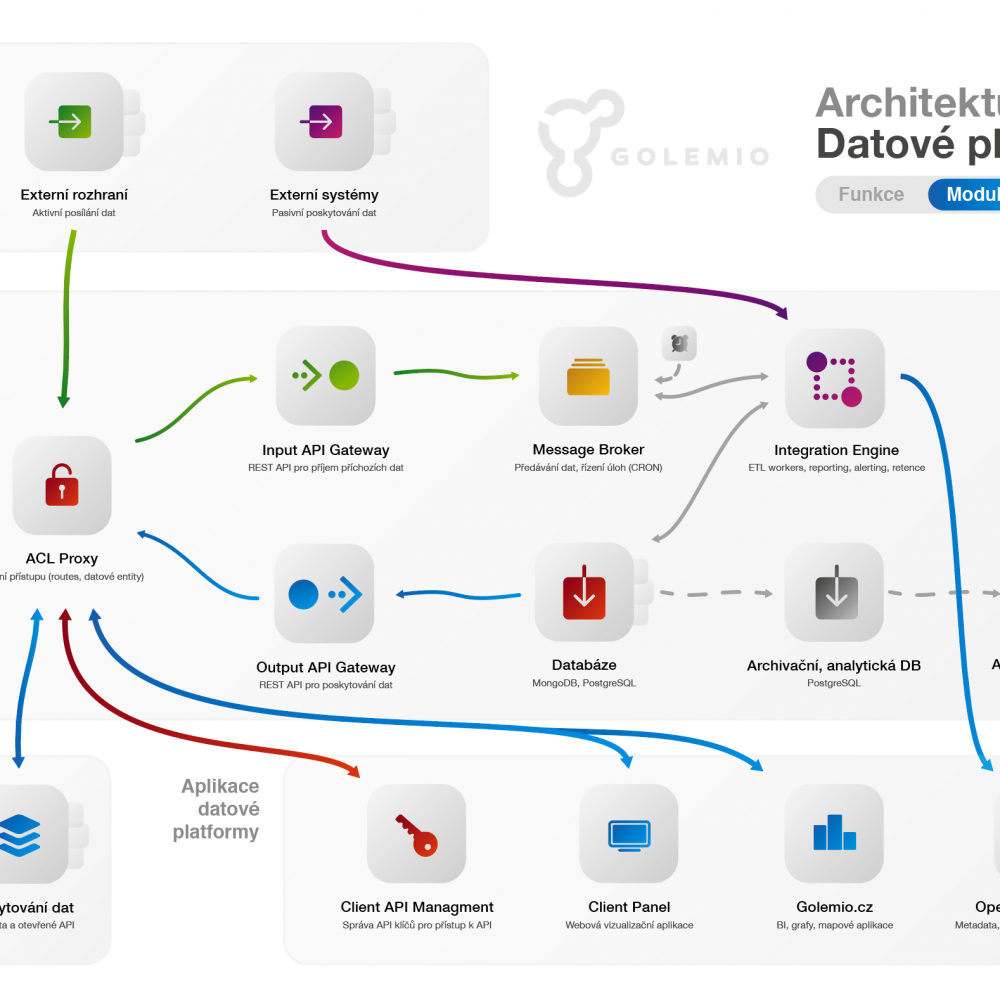 GOLEMIO
Architektu
Datové pl
Funkce
Modul
Externí rozhraní
Aktivní posílání dat
Externí systémy
Pasivní poskytování dat
Input API Gateway
REST API pro příjem příchozích dat
Message Broker
Předávání dat, řízení úloh (CRON)
Integration Engine
ETL workers, reporting, alerting, retence
ACL Proxy
ní přístupu (routes, datové entity)
Output API Gateway
REST API pro poskytování dat
Databáze
MongoDB, PostgreSQL
Archivační, analytická DB
PostgreSQL
A
Aplikace
datové
platformy
ytování dat
ta a otevřené API
Client API Managment
Správa API klíčů pro přístup k API
Client Panel
Webová vizualizační aplikace
Golemio.cz
BI, grafy, mapové aplikace
Ope
Metadata,